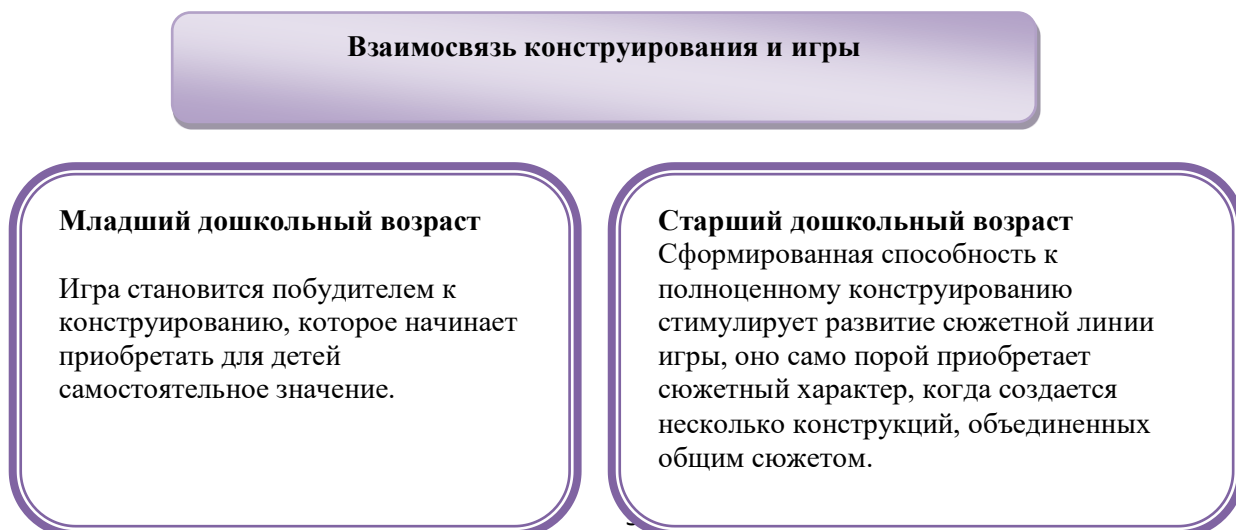 Взаимосвязь конструирования и игры
Младший дошкольный возраст
Игра становится побудителем к
конструированию, которое начинает
приобретать для детей
самостоятельное значение.
Старший дошкольный возраст
Сформированная способность к
полноценному конструированию
стимулирует развитие сюжетной линии
игры, оно само порой приобретает
сюжетный характер, когда создается
несколько конструкций, объединенных
общим сюжетом.